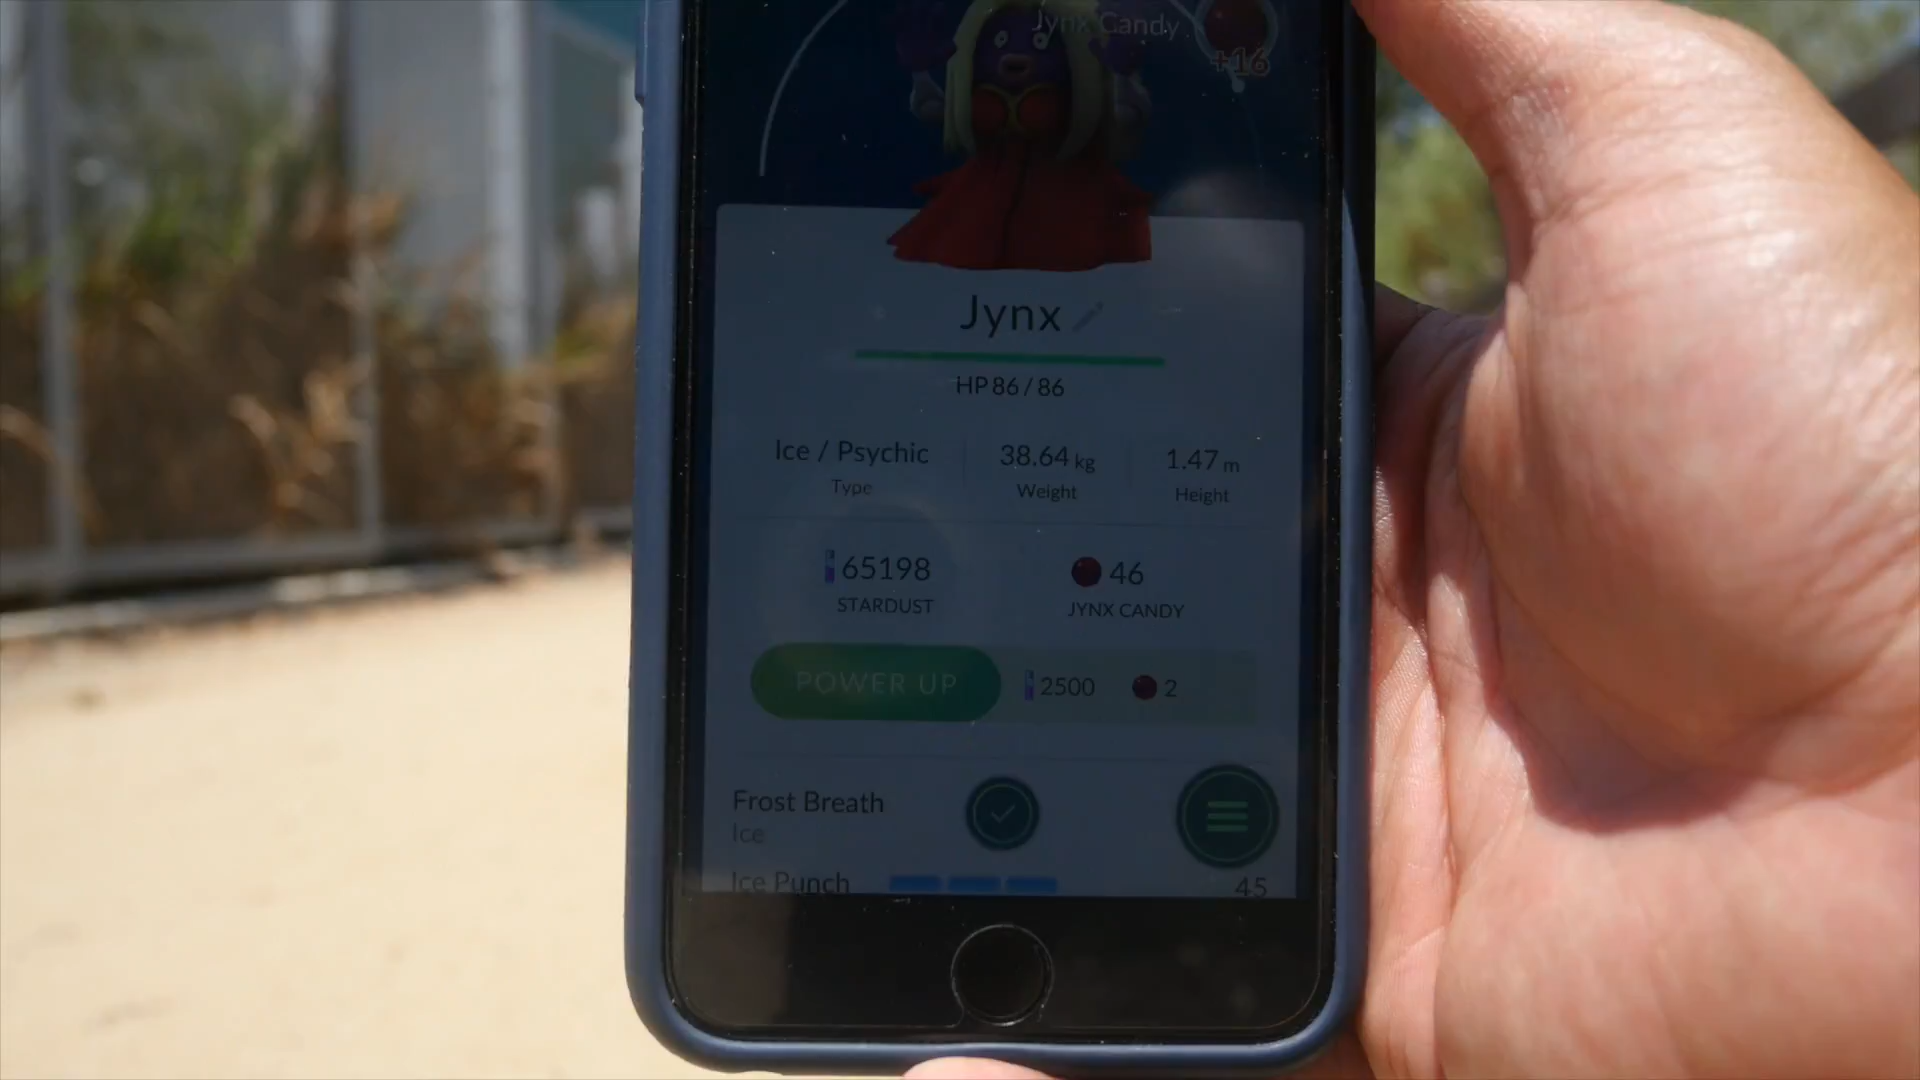 Jynx Candy
+16
Jynx
HP 86 / 86
Ice / Psychic 38.64 kg 1.47 m
Type Weight Height
65198 46
STARDUST JYNX CANDY
POWER UP 2500 2
Frost Breath
Ice
Ice Punch 45